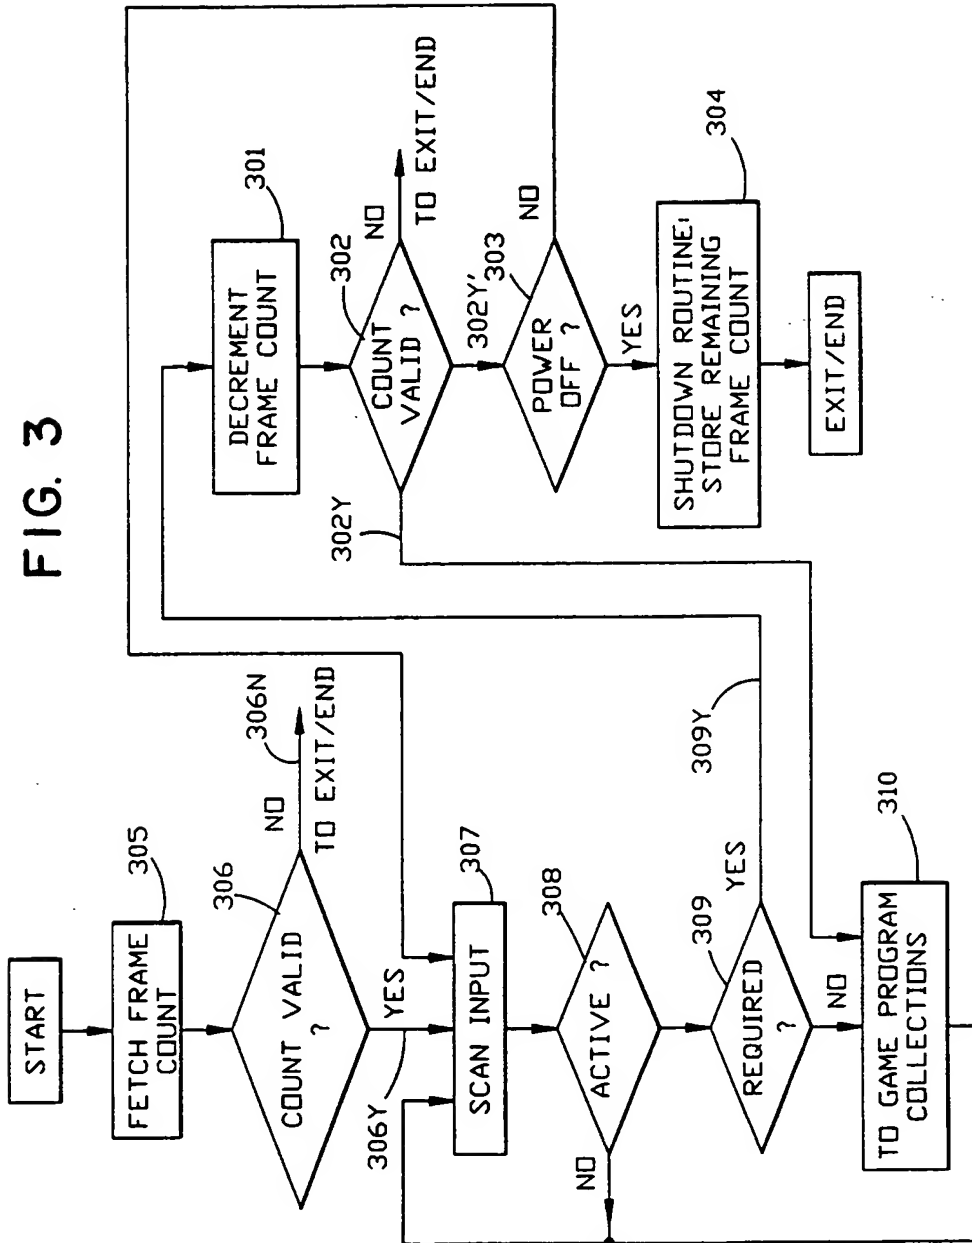 FIG. 3
START
FETCH FRAME
COUNT
305
COUNT VALID
?
306
NO
306N
TO EXIT/END
YES
306Y
SCAN INPUT
307
ACTIVE ?
308
NO
REQUIRED
?
309
YES
309Y
NO
TO GAME PROGRAM
COLLECTIONS
310
DECREMENT
FRAME COUNT
301
COUNT
VALID ?
302
NO
TO EXIT/END
302Y
302Y'
POWER
OFF ?
303
NO
YES
SHUTDOWN ROUTINE:
STORE REMAINING
FRAME COUNT
304
EXIT/END